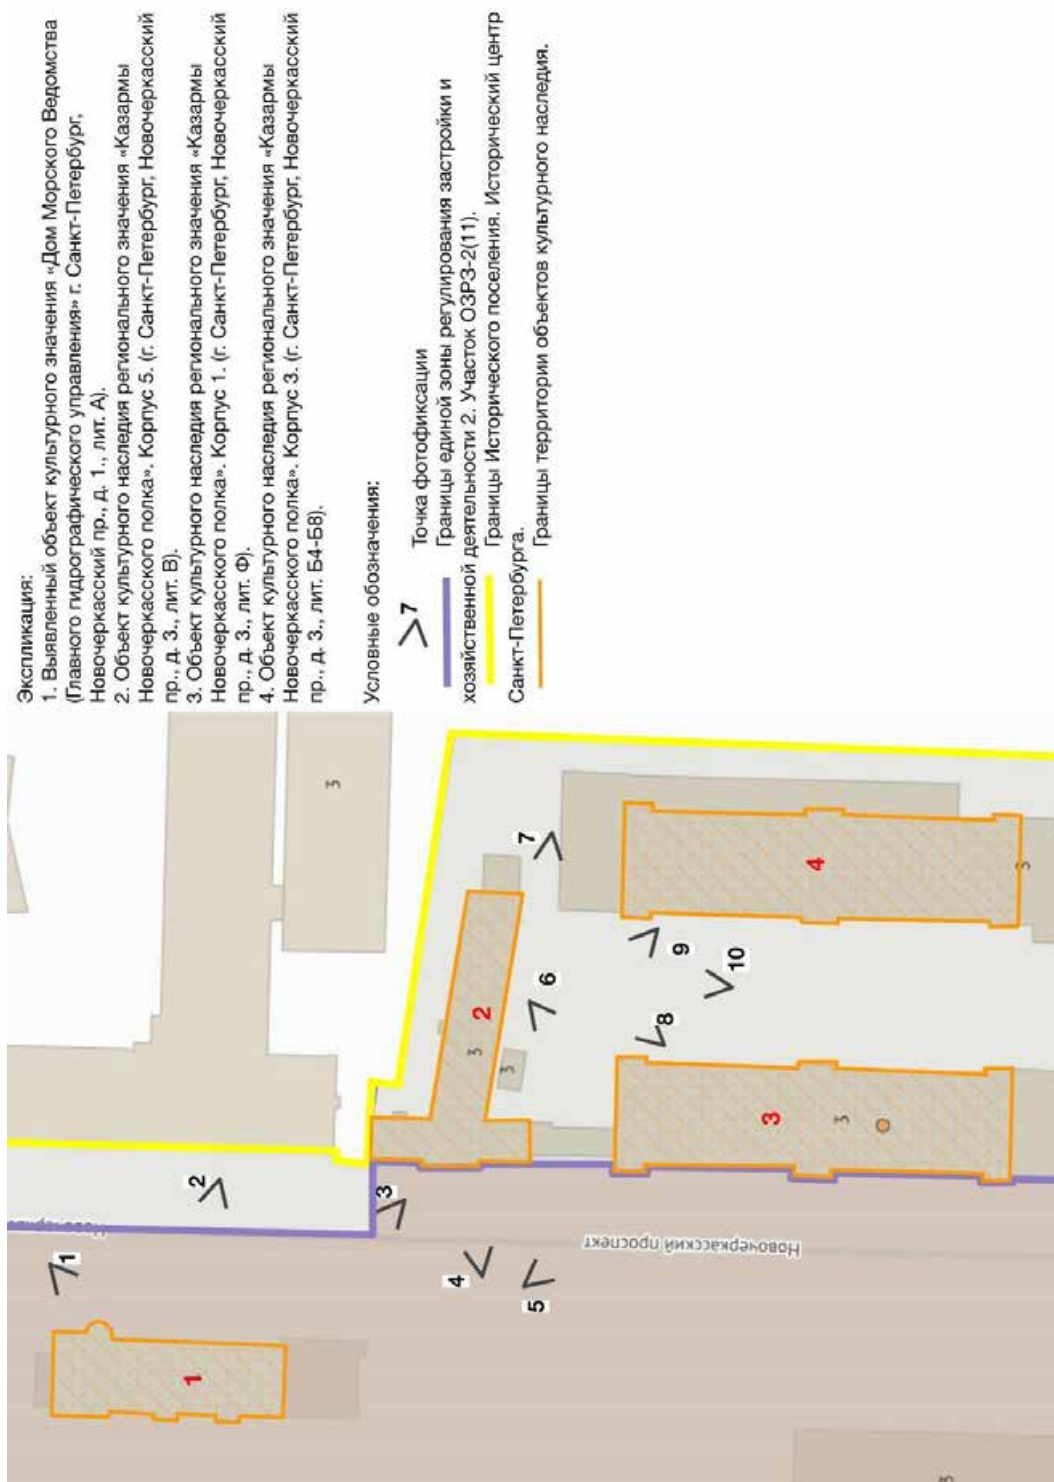 Экспликация:
1. Выявленный объект культурного значения «Дом Морского Ведомства
(Главного гидрографического управления» г. Санкт-Петербург,
Новочеркасский пр., д. 1., лит. А).
2. Объект культурного наследия регионального значения «Казармы
Новочеркасского полка». Корпус 5. (г. Санкт-Петербург, Новочеркасский
пр., д. 3., лит. В).
3. Объект культурного наследия регионального значения «Казармы
Новочеркасского полка». Корпус 1. (г. Санкт-Петербург, Новочеркасский
пр., д. 3., лит. Ф).
4. Объект культурного наследия регионального значения «Казармы
Новочеркасского полка». Корпус 3. (г. Санкт-Петербург, Новочеркасский
пр., д. 3., лит. Б4-Б8).
Условные обозначения:
7 Точка фотофиксации
Границы единой зоны регулирования застройки и
хозяйственной деятельности 2. Участок ОЗРЗ-2(11).
Границы Исторического поселения. Исторический центр
Санкт-Петербурга.
Границы территории объектов культурного наследия.
1
2
3
4
5
6
7
8
9
10
1
2
3
4
3
3
3
3
3
3
Новочеркасский проспект